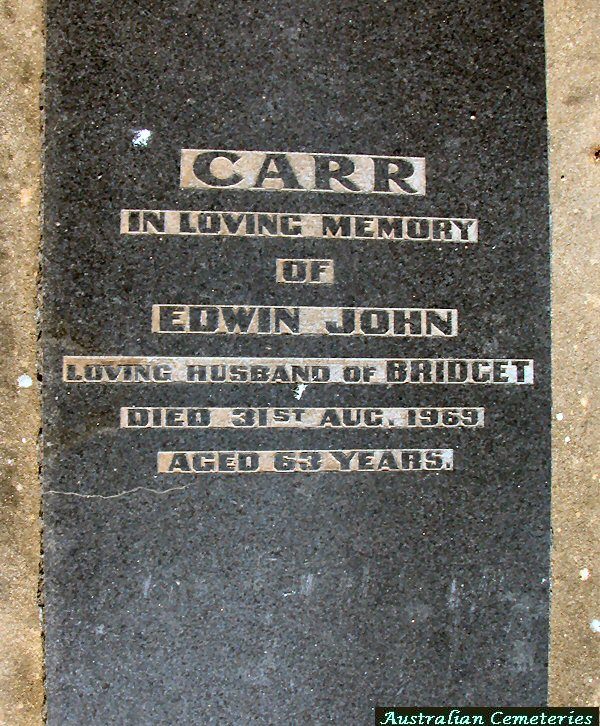 CARR
IN LOVING MEMORY
OF
EDWIN JOHN
LOVING HUSBAND OF BRIDGET
DIED 31ST AUG. 1969
AGED 63 YEARS.
Australian Cemeteries